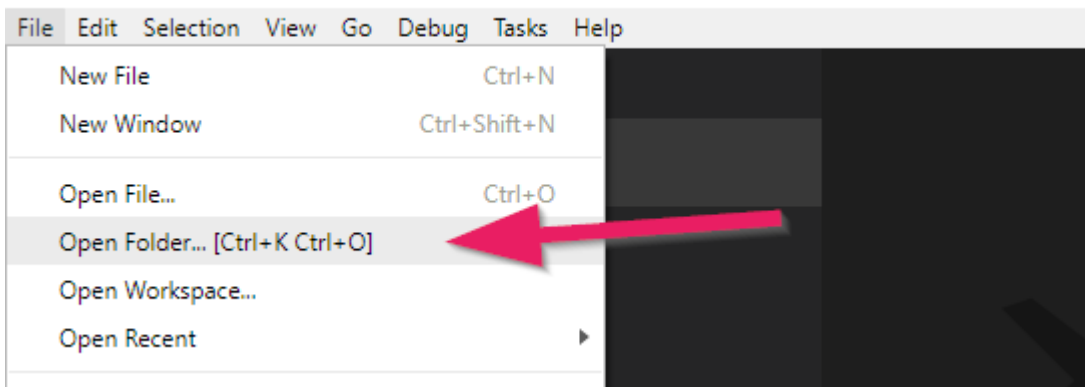 File Edit Selection View Go Debug Tasks Help
New File Ctrl+N
New Window Ctrl+Shift+N
Open File... Ctrl+O
Open Folder... [Ctrl+K Ctrl+O]
Open Workspace...
Open Recent